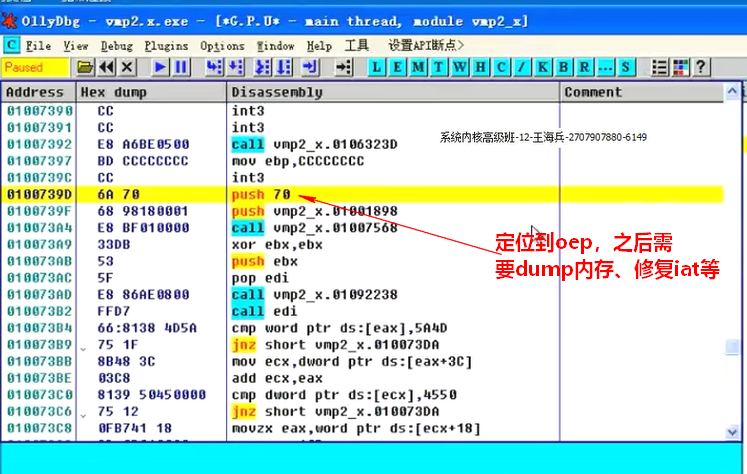 OllyDbg - vmp2.x.exe - [*G.P.U* - main thread, module vmp2_x]
C File View Debug Plugins Options Window Help 工具 设置API断点>
Paused L E M T W H C / K B R ... S ?
Address Hex dump Disassembly Comment
01007390 CC int3
01007391 CC int3
01007392 E8 A6BE0500 call vmp2_x.0106323D
系统内核高级班-12-王海兵-2707907880-6149
01007397 BD CCCCCCCC mov ebp,CCCCCCCC
0100739C CC int3
0100739D 6A 70 push 70
0100739F 68 98180001 push vmp2_x.01001898
010073A4 E8 BF010000 call vmp2_x.01007568
010073A9 33DB xor ebx,ebx
定位到oep，之后需
010073AB 53 push ebx
010073AC 5F pop edi
要dump内存、修复iat等
010073AD E8 86AE0800 call vmp2_x.01092238
010073B2 FFD7 call edi
010073B4 66:8138 4D5A cmp word ptr ds:[eax],5A4D
010073B9 75 1F jnz short vmp2_x.010073DA
010073BB 8B48 3C mov ecx,dword ptr ds:[eax+3C]
010073BE 03C8 add ecx,eax
010073C0 8139 50450000 cmp dword ptr ds:[ecx],4550
010073C6 75 12 jnz short vmp2_x.010073DA
010073C8 0FB741 18 movzx eax,word ptr ds:[ecx+18]